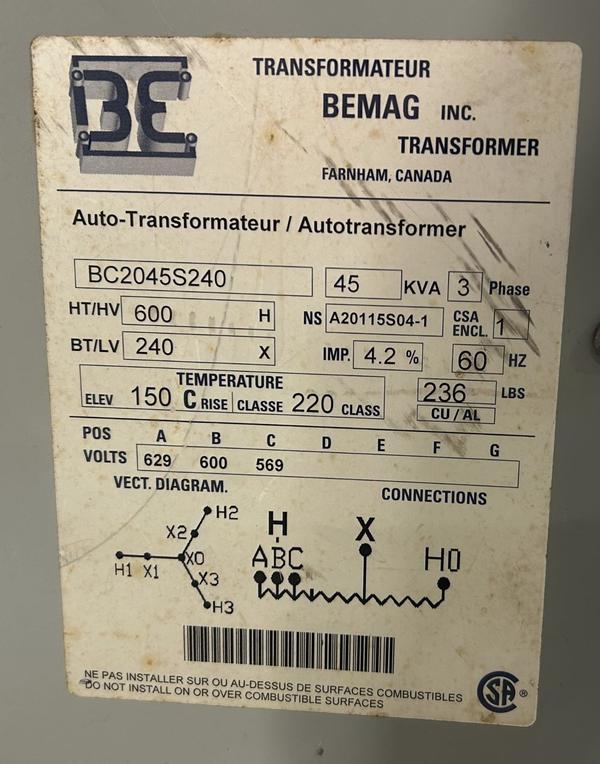 BE
TRANSFORMATEUR
BEMAG INC.
TRANSFORMER
FARNHAM, CANADA
Auto-Transformateur / Autotransformer
BC2045S240 45 KVA 3 Phase
HT/HV 600 H NS A20115S04-1 CSA ENCL. 1
BT/LV 240 X IMP. 4.2 % 60 HZ
TEMPERATURE
ELEV 150 C RISE CLASSE 220 CLASS
236 LBS
CU / AL
POS A B C D E F G
VOLTS 629 600 569
VECT. DIAGRAM. CONNECTIONS
H2
X2
H1 X1 X0
X3
H3
H X
ABC H0
NE PAS INSTALLER SUR OU AU-DESSUS DE SURFACES COMBUSTIBLES
DO NOT INSTALL ON OR OVER COMBUSTIBLE SURFACES
CSA ®